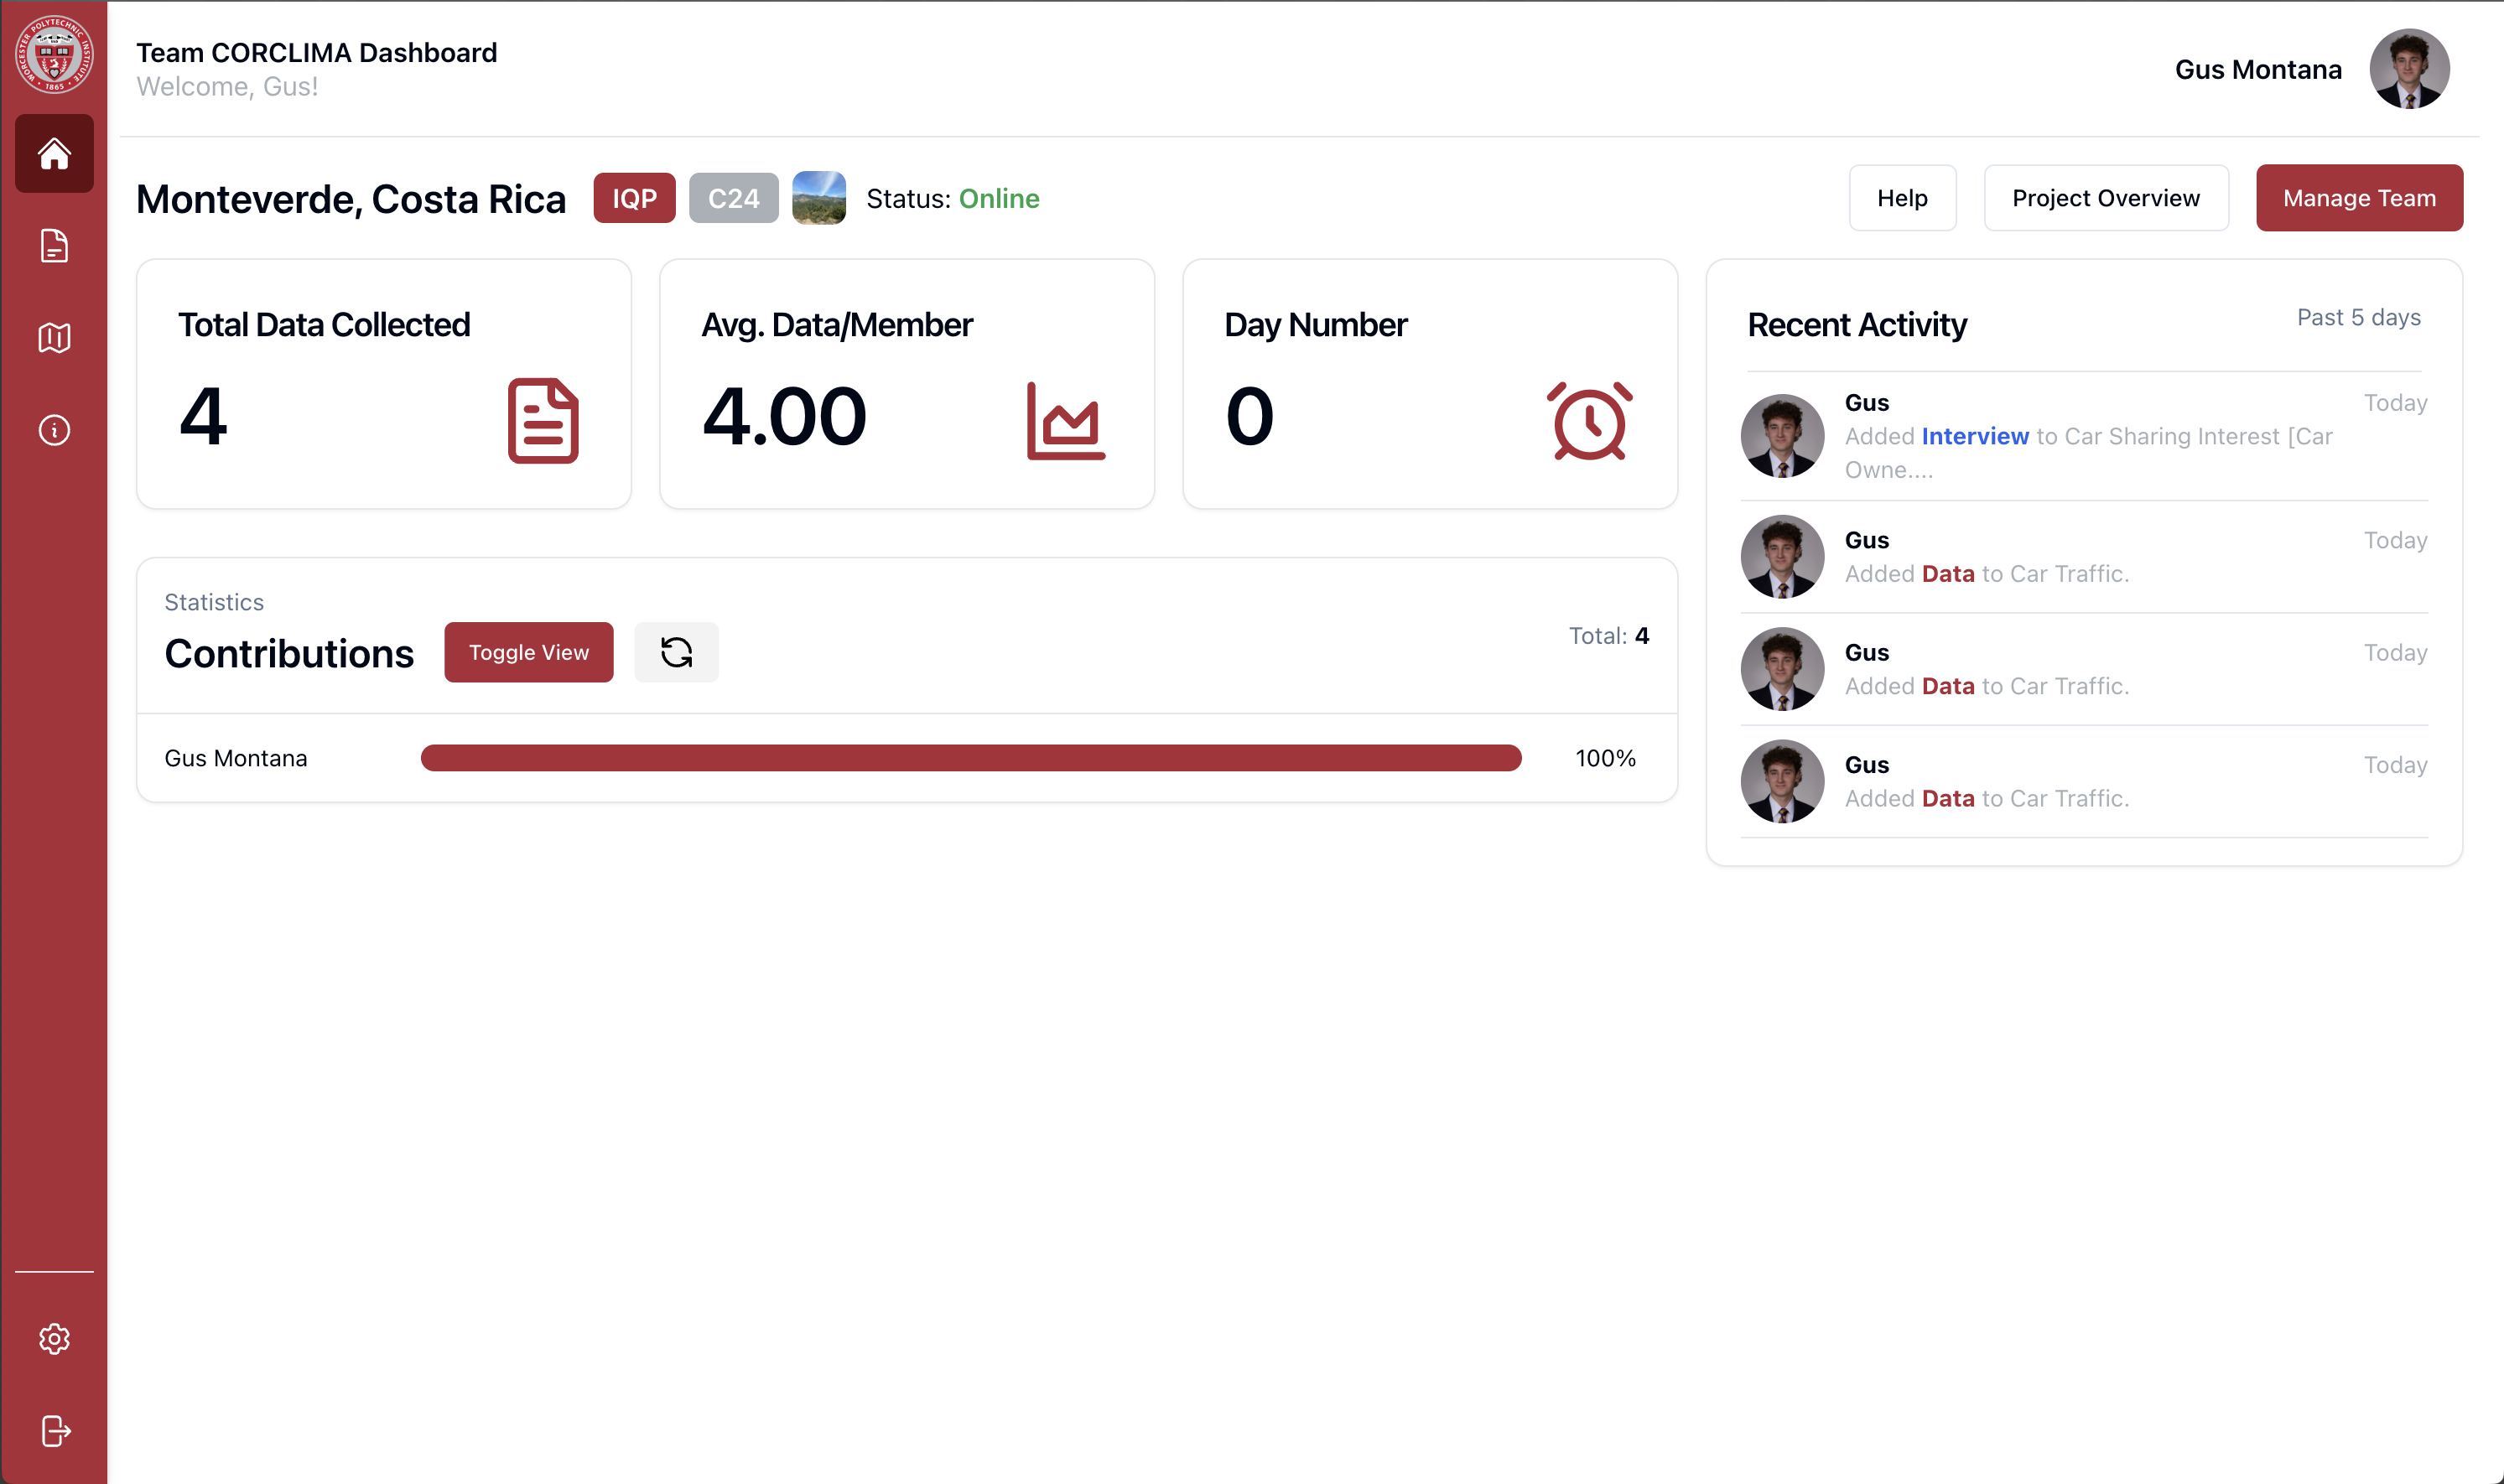 WORCESTER POLYTECHNIC INSTITUTE
1865
Team CORCLIMA Dashboard
Welcome, Gus!
Gus Montana
Monteverde, Costa Rica
IQP
C24
Status: Online
Help
Project Overview
Manage Team
Total Data Collected
4
Avg. Data/Member
4.00
Day Number
0
Statistics
Contributions
Toggle View
Total: 4
Gus Montana
100%
Recent Activity
Past 5 days
Gus
Today
Added Interview to Car Sharing Interest [Car
Owne....
Gus
Today
Added Data to Car Traffic.
Gus
Today
Added Data to Car Traffic.
Gus
Today
Added Data to Car Traffic.